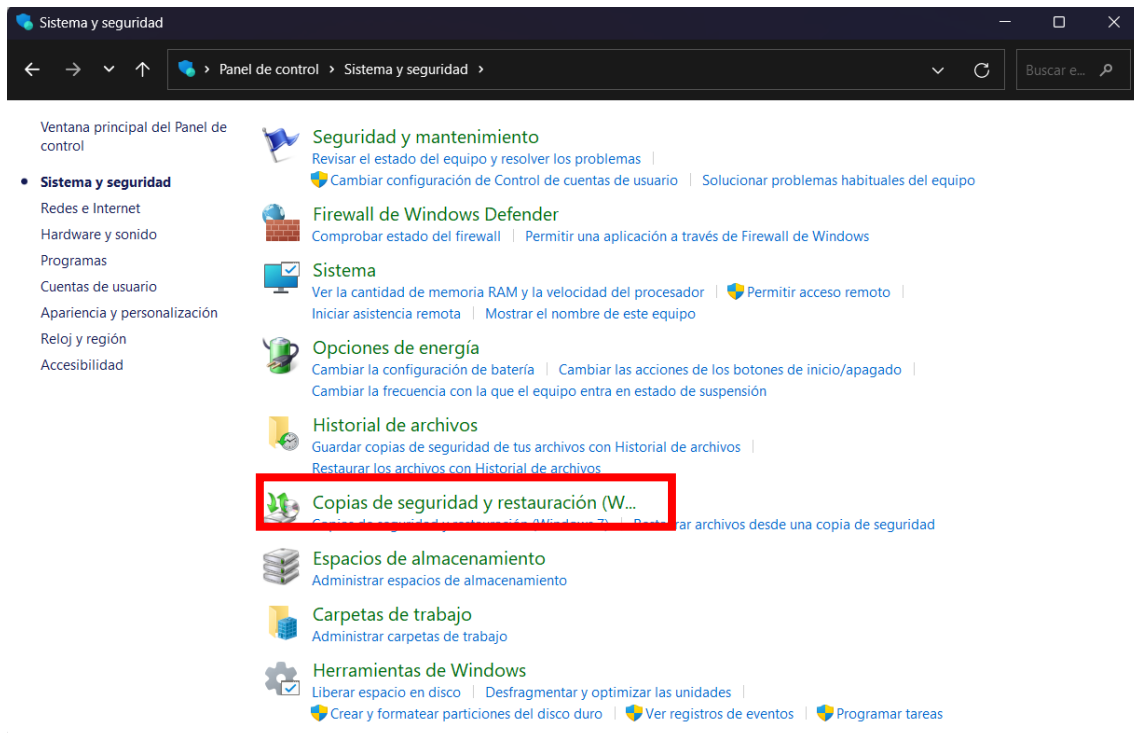 Sistema y seguridad
Panel de control › Sistema y seguridad ›
Buscar e...
Ventana principal del Panel de
control
Sistema y seguridad
Redes e Internet
Hardware y sonido
Programas
Cuentas de usuario
Apariencia y personalización
Reloj y región
Accesibilidad
Seguridad y mantenimiento
Revisar el estado del equipo y resolver los problemas
Cambiar configuración de Control de cuentas de usuario | Solucionar problemas habituales del equipo
Firewall de Windows Defender
Comprobar estado del firewall | Permitir una aplicación a través de Firewall de Windows
Sistema
Ver la cantidad de memoria RAM y la velocidad del procesador | Permitir acceso remoto
Iniciar asistencia remota | Mostrar el nombre de este equipo
Opciones de energía
Cambiar la configuración de batería | Cambiar las acciones de los botones de inicio/apagado
Cambiar la frecuencia con la que el equipo entra en estado de suspensión
Historial de archivos
Guardar copias de seguridad de tus archivos con Historial de archivos
Restaurar los archivos con Historial de archivos
Copias de seguridad y restauración (W...
Copias de seguridad y restauración (Windows 7) | Restaurar archivos desde una copia de seguridad
Espacios de almacenamiento
Administrar espacios de almacenamiento
Carpetas de trabajo
Administrar carpetas de trabajo
Herramientas de Windows
Liberar espacio en disco | Desfragmentar y optimizar las unidades
Crear y formatear particiones del disco duro | Ver registros de eventos | Programar tareas